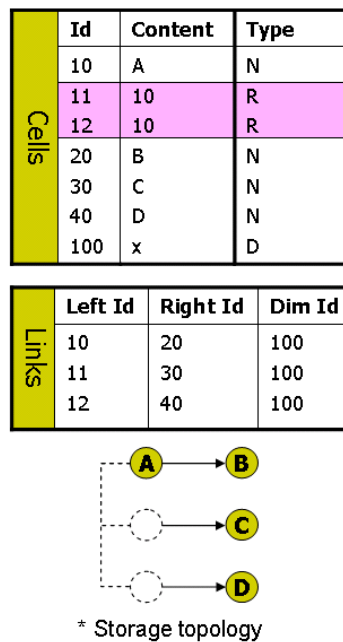 Cells
Id Content Type
10 A N
11 10 R
12 10 R
20 B N
30 C N
40 D N
100 x D
Links
Left Id Right Id Dim Id
10 20 100
11 30 100
12 40 100
A B
C
D
* Storage topology